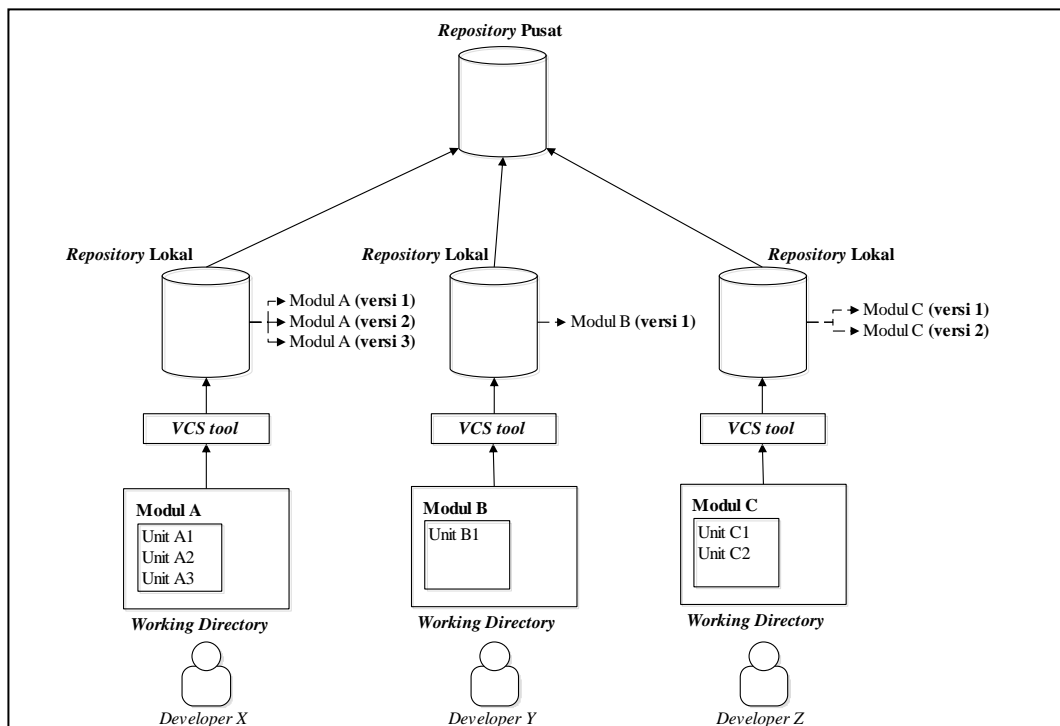 Repository Pusat
Repository Lokal
Repository Lokal
Repository Lokal
Modul A (versi 1)
Modul A (versi 2)
Modul A (versi 3)
Modul B (versi 1)
Modul C (versi 1)
Modul C (versi 2)
VCS tool
VCS tool
VCS tool
Modul A
Unit A1
Unit A2
Unit A3
Modul B
Unit B1
Modul C
Unit C1
Unit C2
Working Directory
Working Directory
Working Directory
Developer X
Developer Y
Developer Z